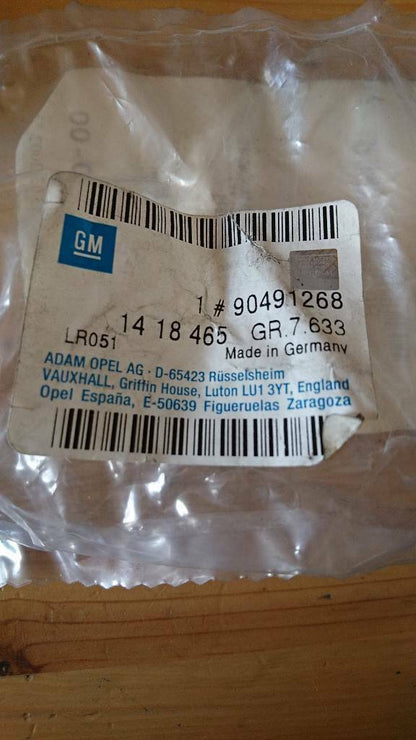 GM
1 # 90491268
LR051 14 18 465 GR.7.633
Made in Germany
ADAM OPEL AG · D-65423 Rüsselsheim
VAUXHALL, Griffin House, Luton LU1 3YT, England
Opel España, E-50639 Figueruelas Zaragoza